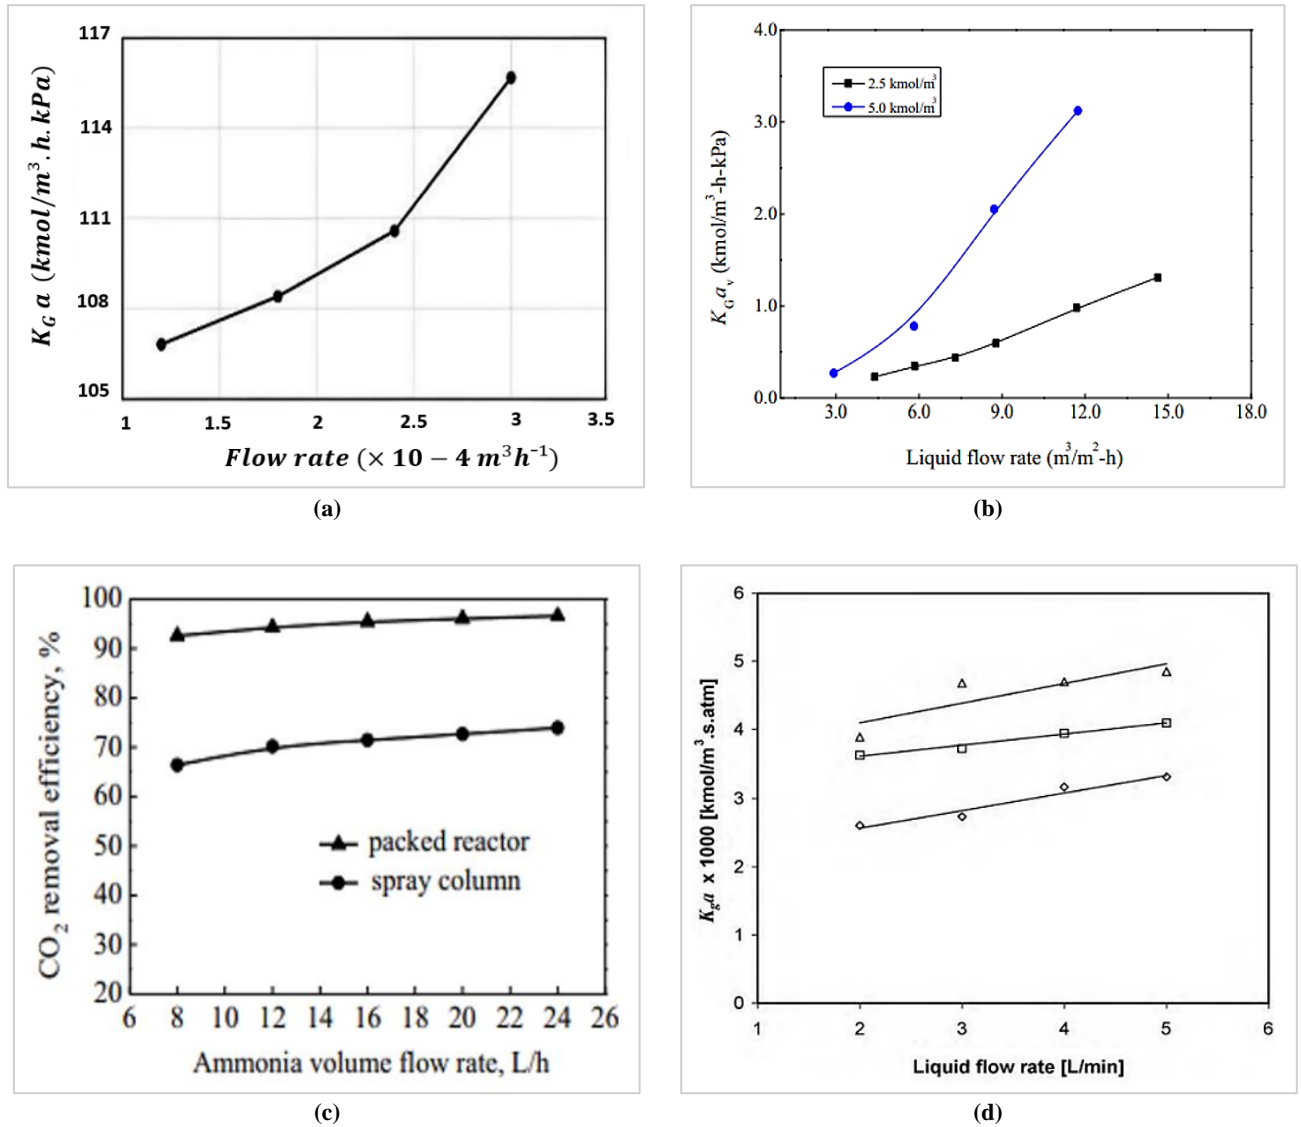 117
114
111
108
105
1 1.5 2 2.5 3 3.5
K_G a (kmol/m³.h.kPa)
Flow rate (× 10 − 4 m³h⁻¹)
(a)
4.0
3.0
2.0
1.0
0.0
3.0 6.0 9.0 12.0 15.0 18.0
2.5 kmol/m³
5.0 kmol/m³
K_G a_v (kmol/m³-h-kPa)
Liquid flow rate (m³/m²-h)
(b)
100
90
80
70
60
50
40
30
20
6 8 10 12 14 16 18 20 22 24 26
packed reactor
spray column
CO₂ removal efficiency, %
Ammonia volume flow rate, L/h
(c)
6
5
4
3
2
1
0
1 2 3 4 5 6
K_g a x 1000 [kmol/m³.s.atm]
Liquid flow rate [L/min]
(d)